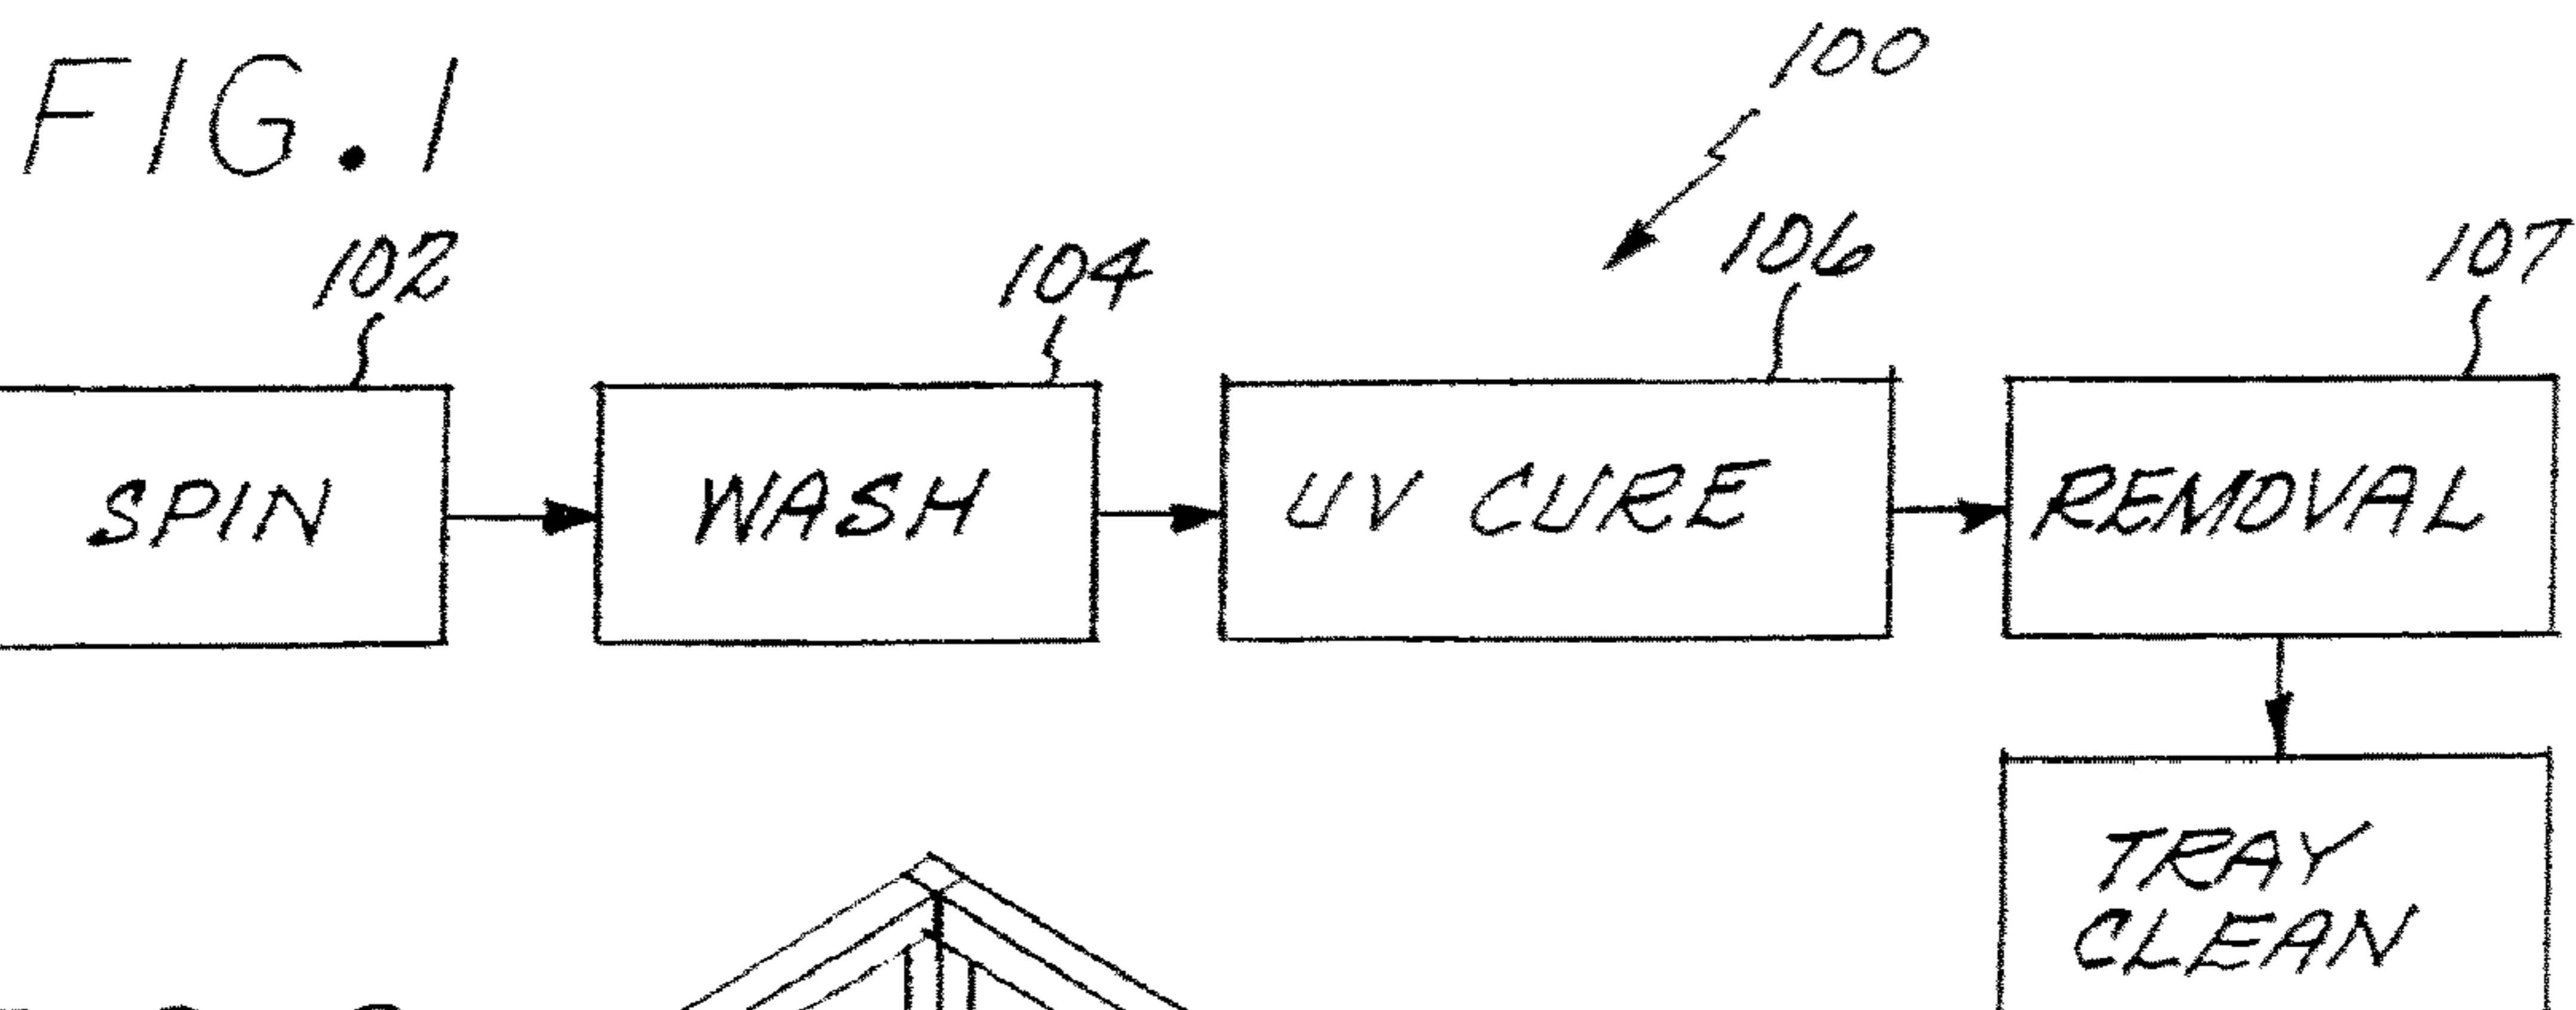 FIG. 1
100
102
104
106
107
SPIN
WASH
UV CURE
REMOVAL
TRAY
CLEAN